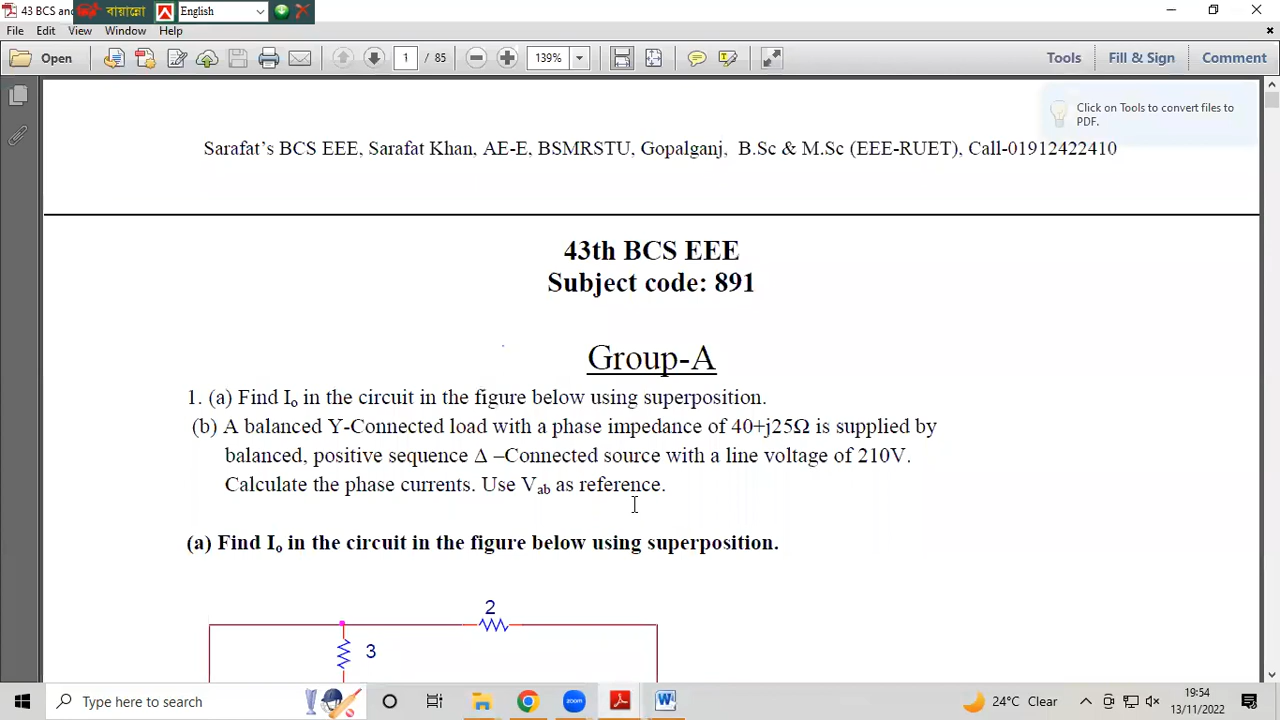 43 BCS an
বায়ান্নো
English
File Edit View Window Help
Open
1 / 85
139%
Tools
Fill & Sign
Comment
Click on Tools to convert files to
PDF.
Sarafat's BCS EEE, Sarafat Khan, AE-E, BSMRSTU, Gopalganj, B.Sc & M.Sc (EEE-RUET), Call-01912422410
43th BCS EEE
Subject code: 891
Group-A
1. (a) Find Io in the circuit in the figure below using superposition.
(b) A balanced Y-Connected load with a phase impedance of 40+j25Ω is supplied by
balanced, positive sequence Δ –Connected source with a line voltage of 210V.
Calculate the phase currents. Use Vab as reference.
(a) Find Io in the circuit in the figure below using superposition.
2
3
Type here to search
zoom
24°C Clear
19:54
13/11/2022